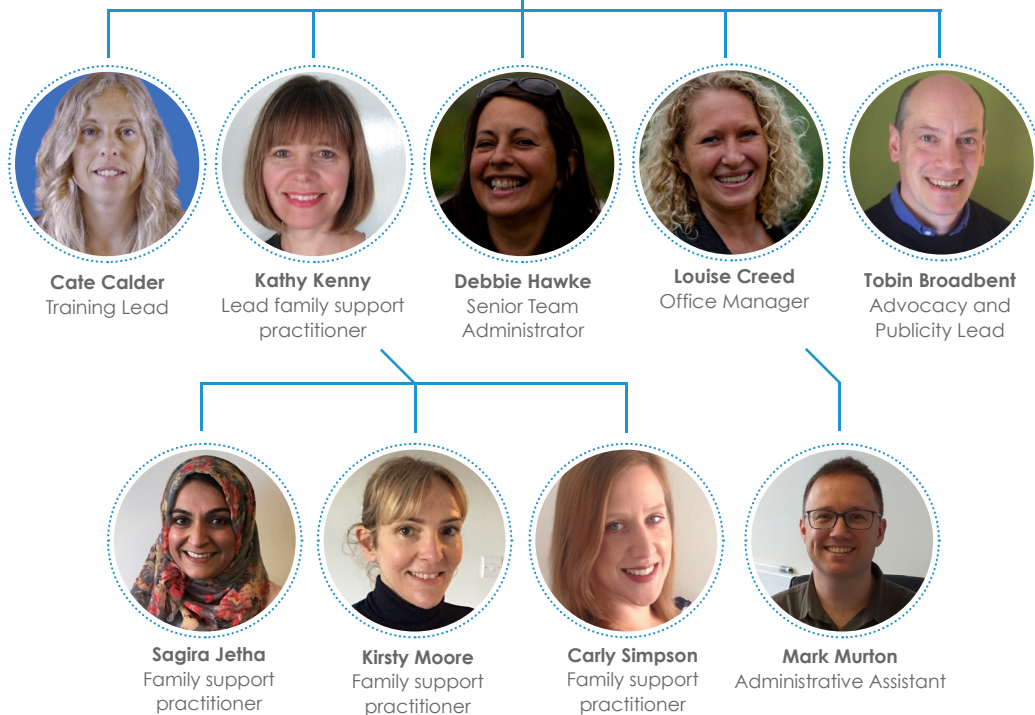 Cate Calder
Training Lead
Kathy Kenny
Lead family support
practitioner
Debbie Hawke
Senior Team
Administrator
Louise Creed
Office Manager
Tobin Broadbent
Advocacy and
Publicity Lead
Sagira Jetha
Family support
practitioner
Kirsty Moore
Family support
practitioner
Carly Simpson
Family support
practitioner
Mark Murton
Administrative Assistant